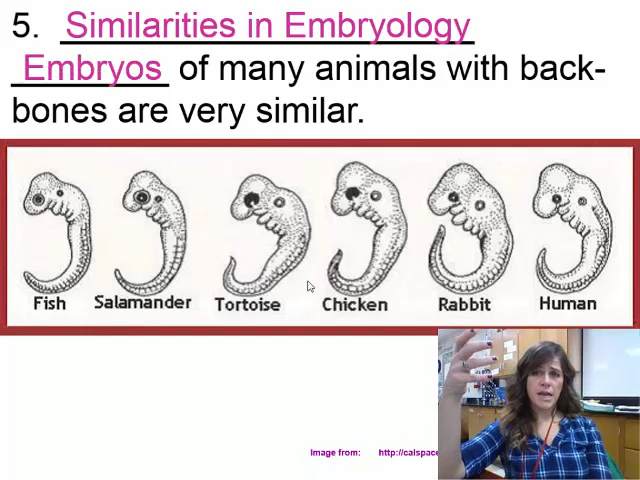 5. Similarities in Embryology
Embryos of many animals with back-
bones are very similar.
Fish Salamander Tortoise Chicken Rabbit Human
Image from: http://calspace